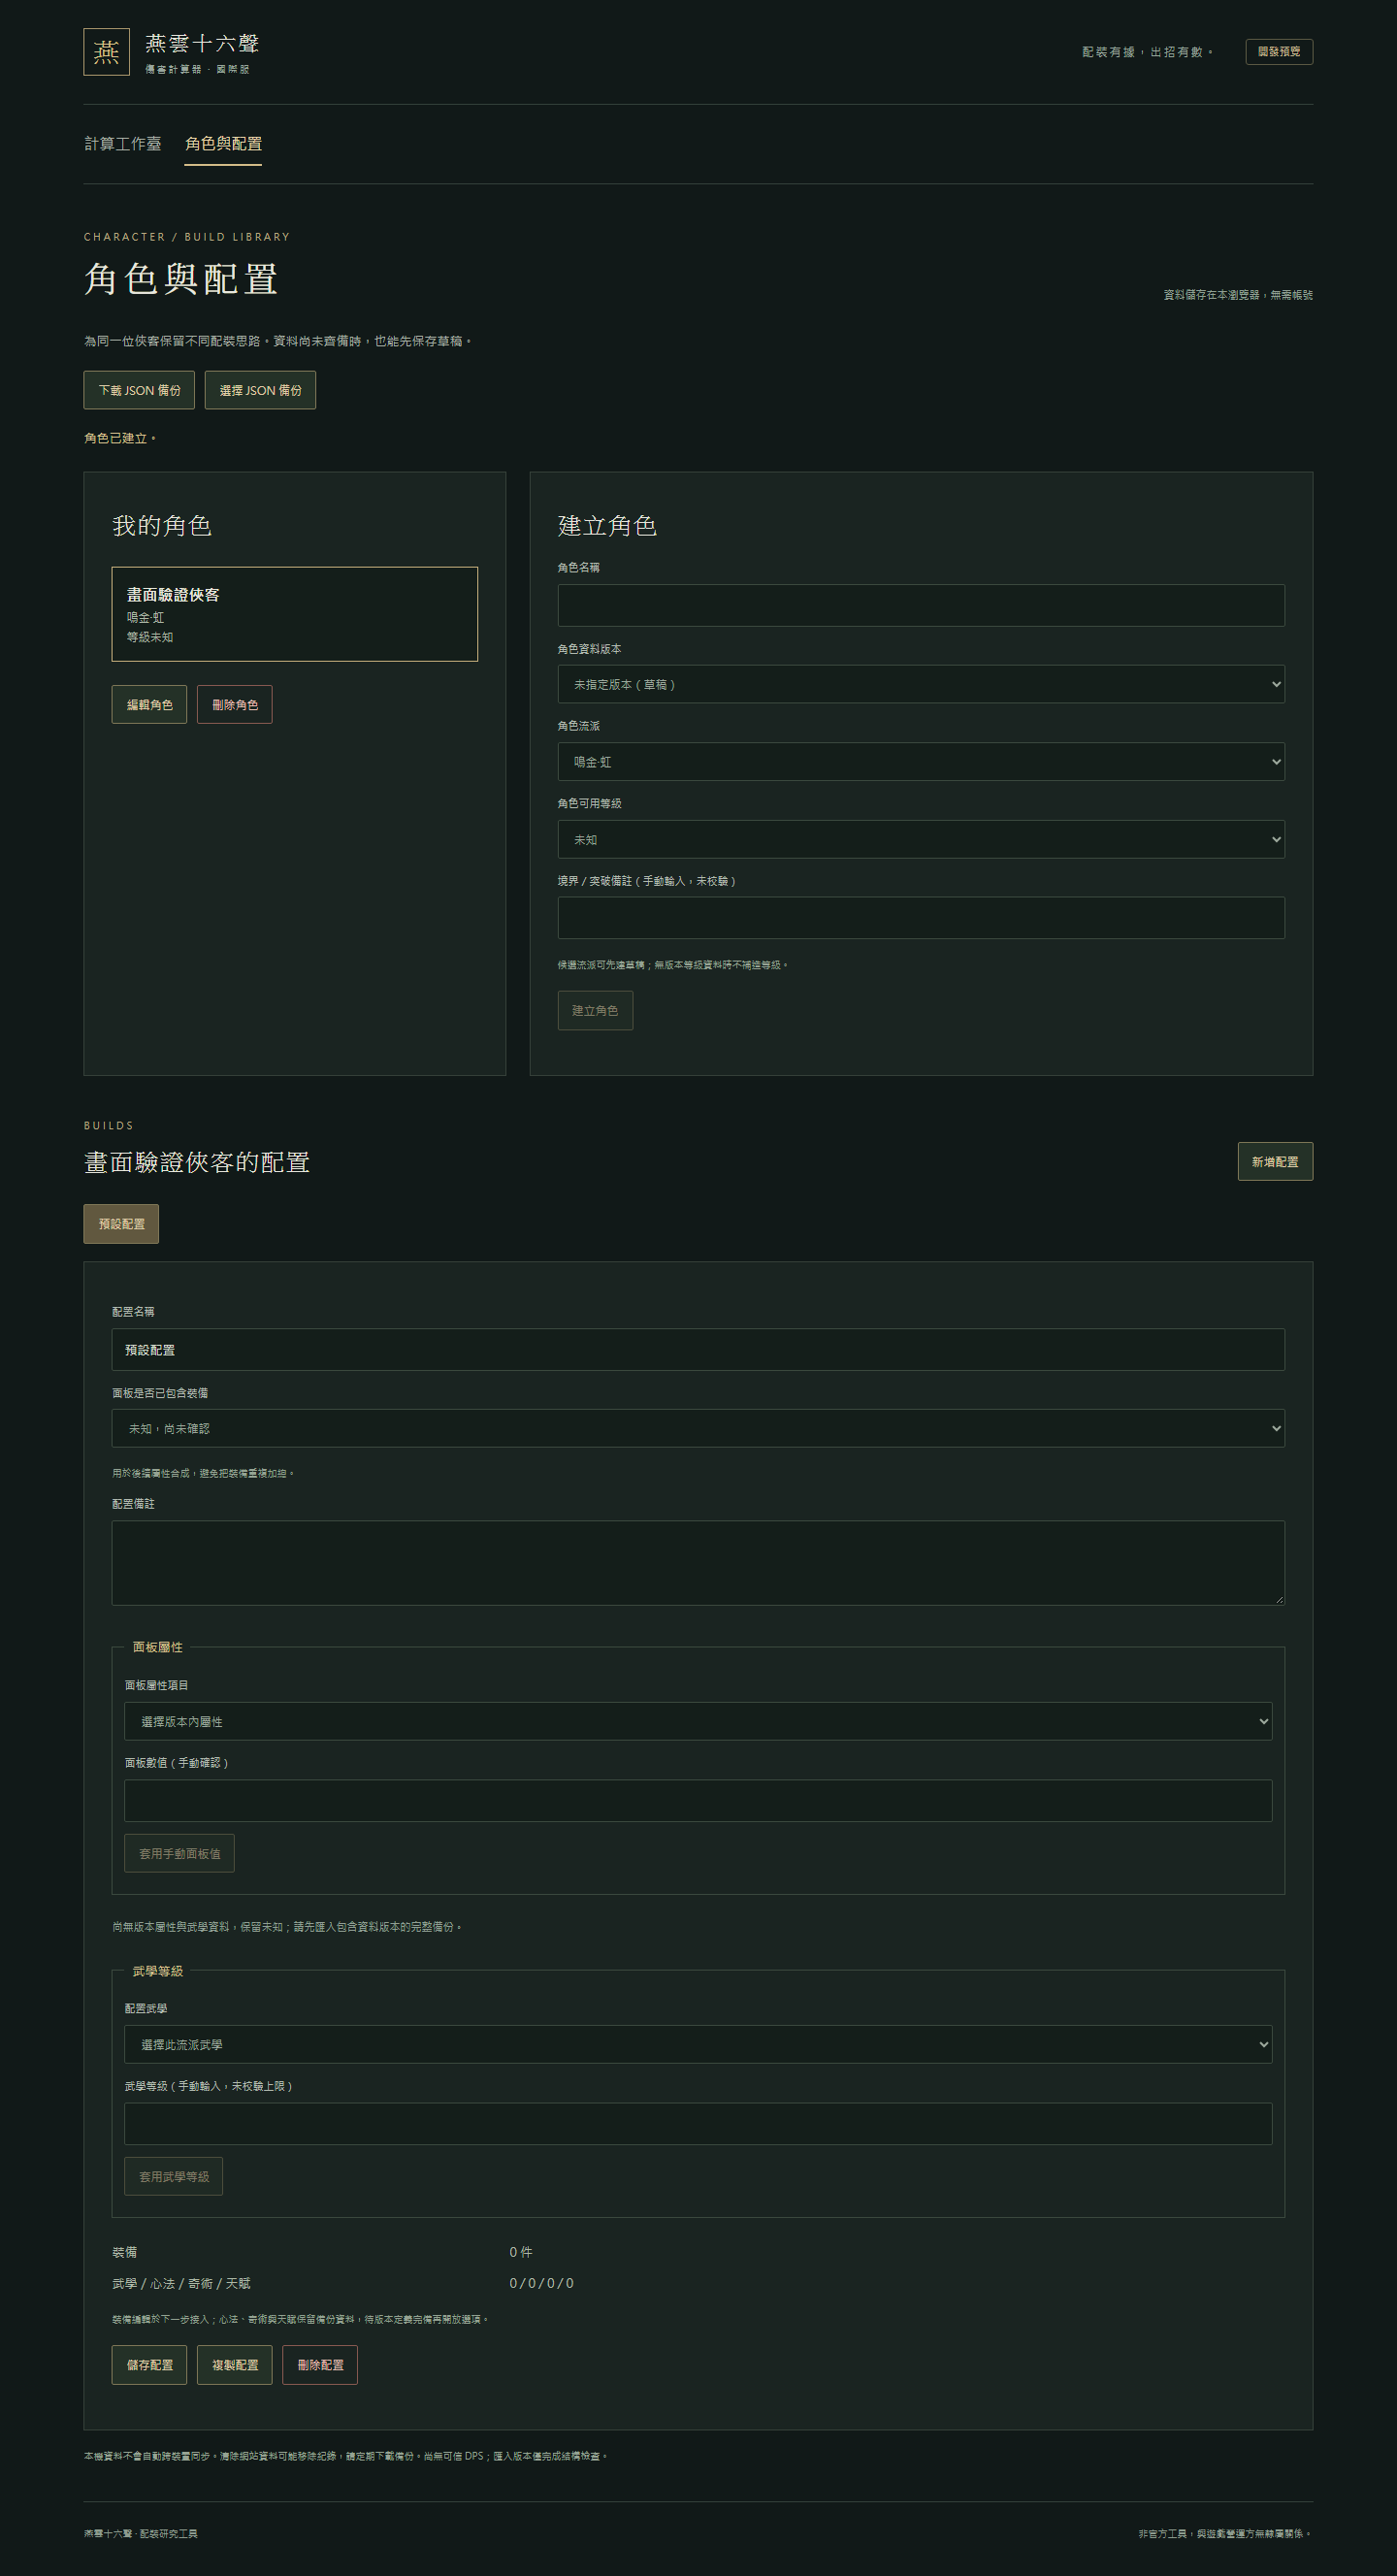 燕
燕雲十六聲
傷害計算器 · 國際服
配裝有據，出招有數。
開發預覽
計算工作臺
角色與配置
CHARACTER / BUILD LIBRARY
角色與配置
資料儲存在本瀏覽器，無需帳號
為同一位俠客保留不同配裝思路。資料尚未齊備時，也能先保存草稿。
下載 JSON 備份
選擇 JSON 備份
角色已建立。
我的角色
畫面驗證俠客
鳴金·虹
等級未知
編輯角色
刪除角色
建立角色
角色名稱
角色資料版本
未指定版本（草稿）
角色流派
鳴金·虹
角色可用等級
未知
境界 / 突破備註（手動輸入，未校驗）
候選流派可先建草稿；無版本等級資料時不補造等級。
建立角色
BUILDS
畫面驗證俠客的配置
新增配置
預設配置
配置名稱
預設配置
面板是否已包含裝備
未知，尚未確認
用於後續屬性合成，避免把裝備重複加總。
配置備註
面板屬性
面板屬性項目
選擇版本內屬性
面板數值（手動確認）
套用手動面板值
尚無版本屬性與武學資料，保留未知；請先匯入包含資料版本的完整備份。
武學等級
配置武學
選擇此流派武學
武學等級（手動輸入，未校驗上限）
套用武學等級
裝備
0 件
武學 / 心法 / 奇術 / 天賦
0 / 0 / 0 / 0
裝備編輯於下一步接入；心法、奇術與天賦保留備份資料，待版本定義完備再開放選項。
儲存配置
複製配置
刪除配置
本機資料不會自動跨裝置同步。清除網站資料可能移除紀錄，請定期下載備份。尚無可信 DPS；匯入版本僅完成結構檢查。
燕雲十六聲 · 配裝研究工具
非官方工具，與遊戲營運方無隸屬關係。